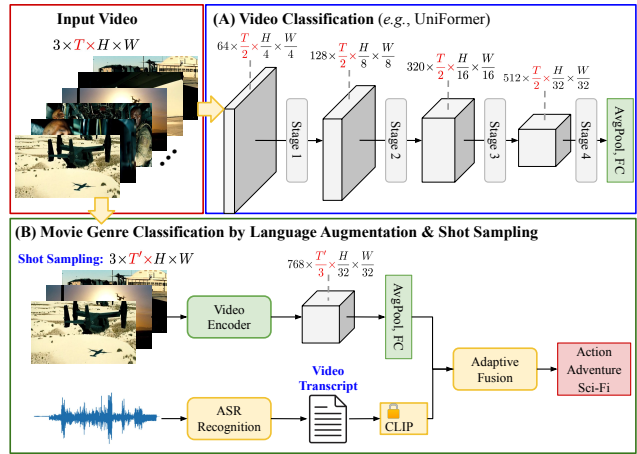 Input Video
3 × T × H × W
(A) Video Classification (e.g., UniFormer)
64 × T/2 × H/4 × W/4
128 × T/2 × H/8 × W/8
320 × T/2 × H/16 × W/16
512 × T/2 × H/32 × W/32
Stage 1
Stage 2
Stage 3
Stage 4
AvgPool, FC
(B) Movie Genre Classification by Language Augmentation & Shot Sampling
Shot Sampling: 3 × T′ × H × W
768 × T′/3 × H/32 × W/32
Video
Encoder
AvgPool, FC
Video
Transcript
ASR
Recognition
CLIP
Adaptive
Fusion
Action
Adventure
Sci-Fi